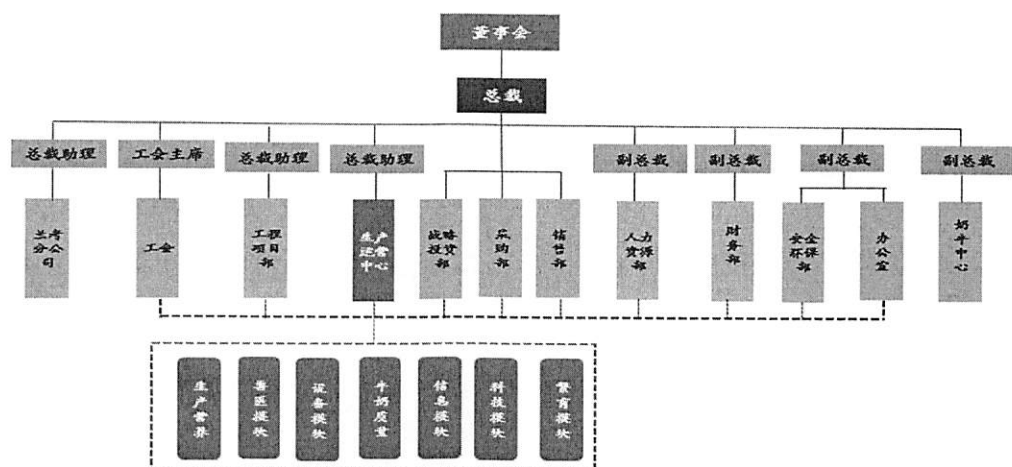 董事会
总裁
总裁助理
工会主席
总裁助理
总裁助理
副总裁
副总裁
副总裁
副总裁
兰考
分公
司
工会
工程
项目
部
生产
运营
中心
战略
投资
部
采
购
部
销
售
部
人力
资源
部
财
务
部
安全
环保
部
办
公
室
奶
牛
中
心
生产营养
兽医模块
设备模块
牛奶质量
信息模块
科技模块
繁育模块